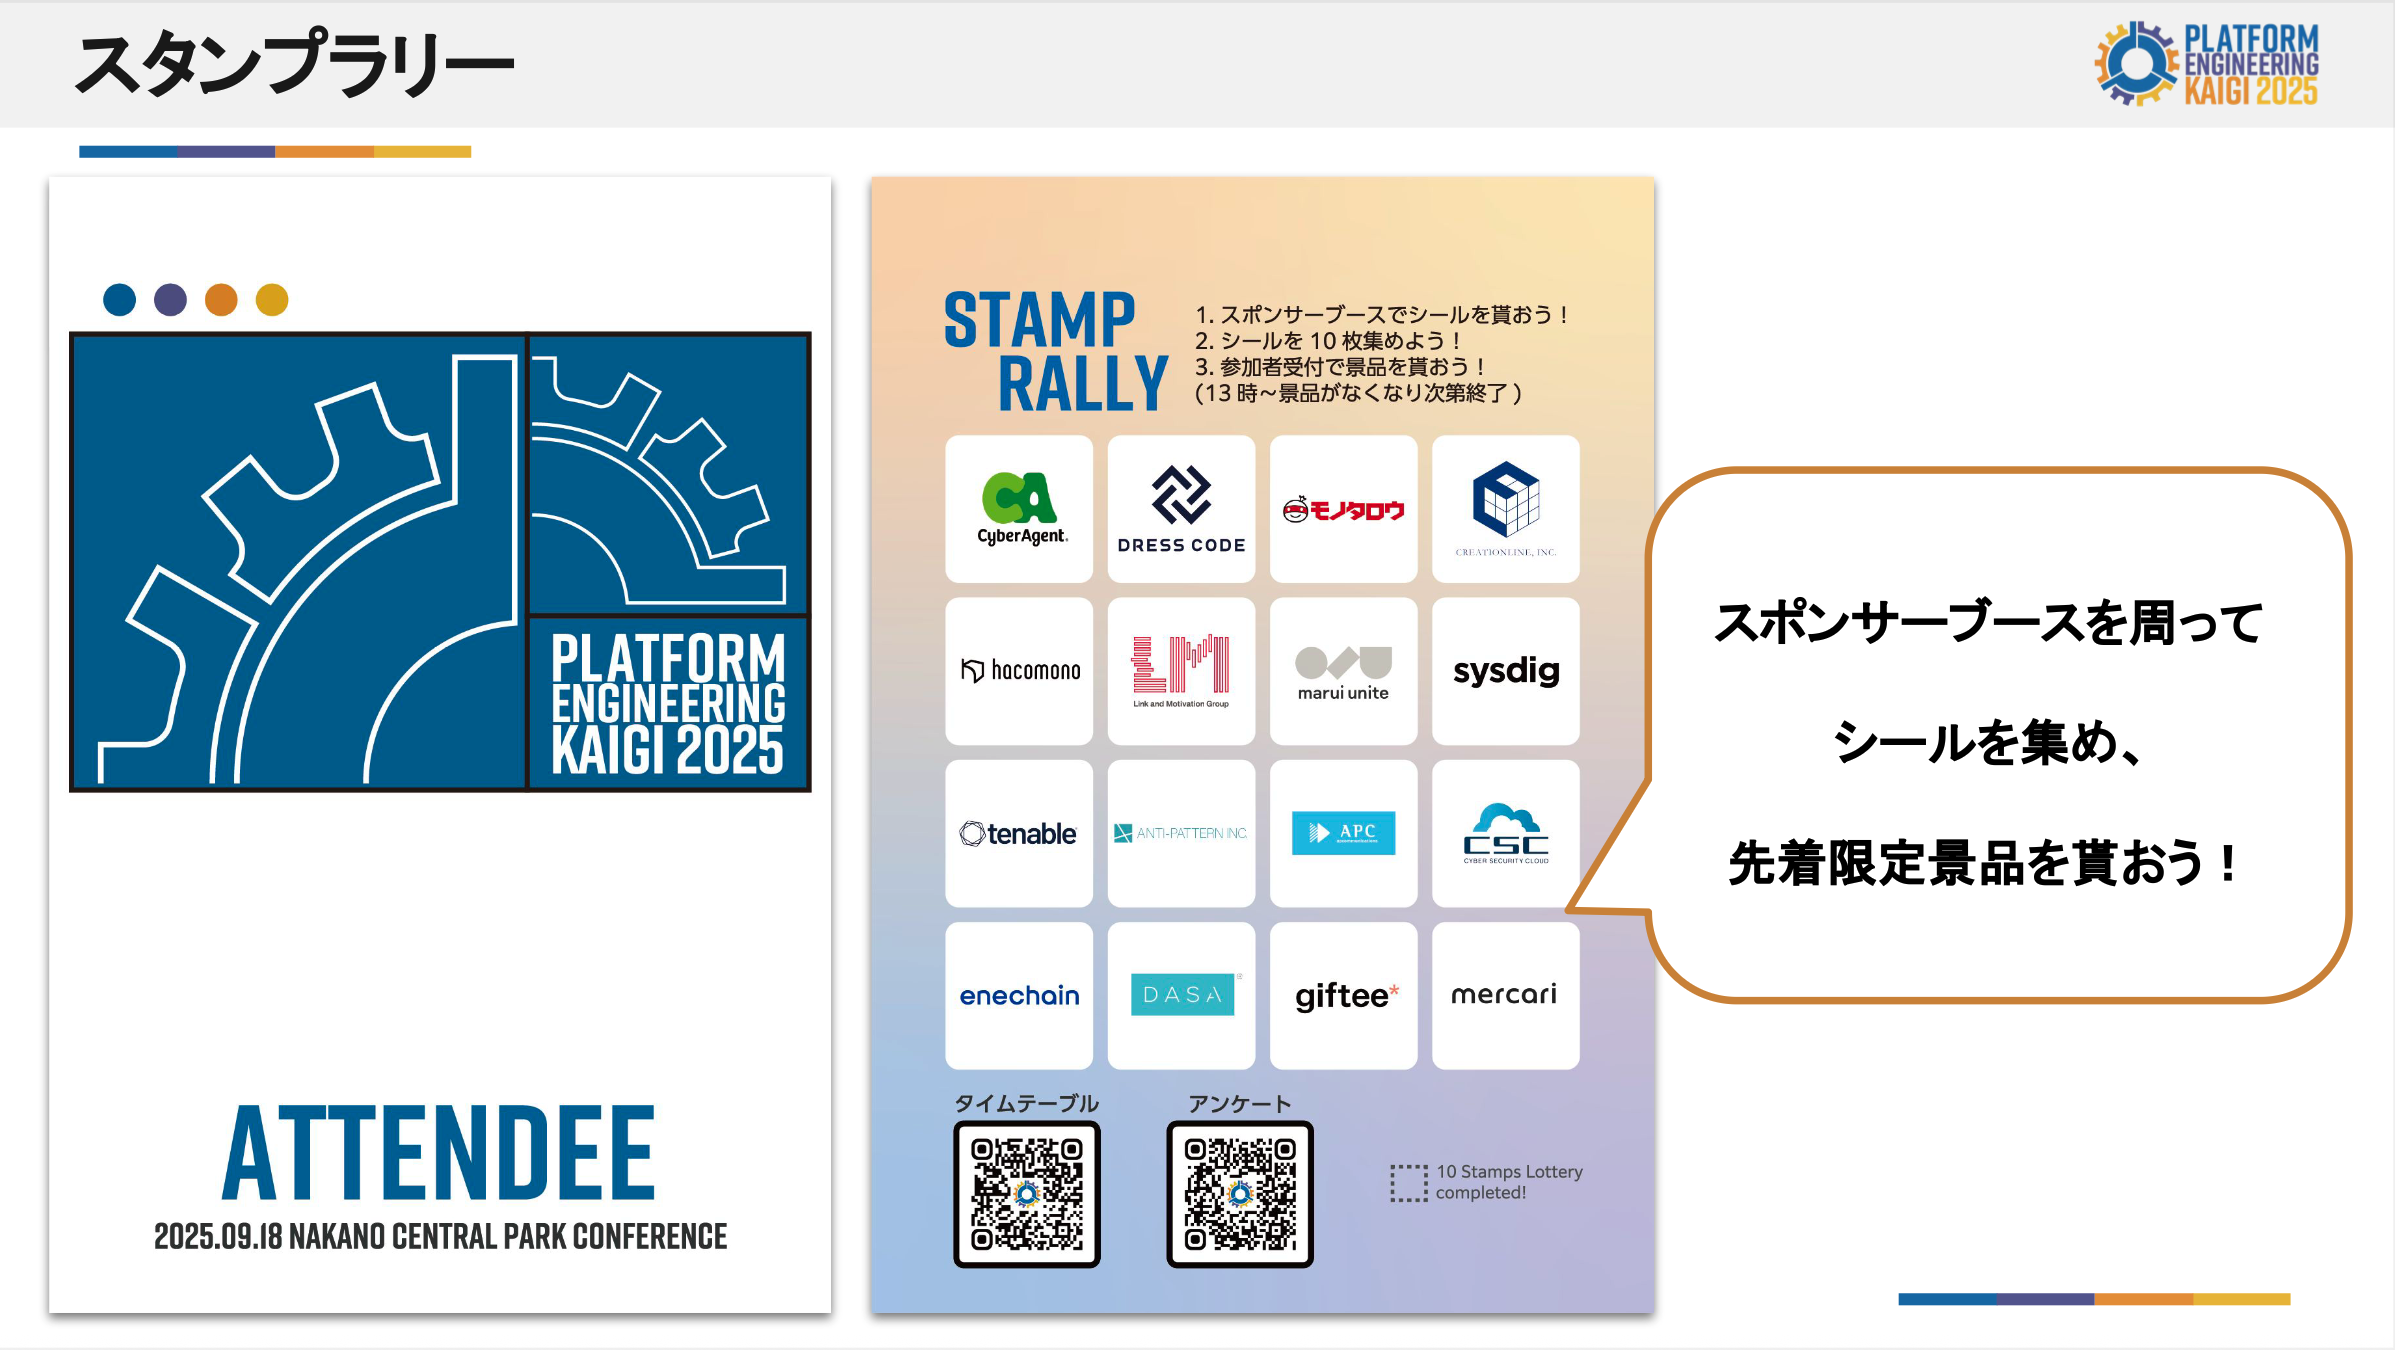 スタンプラリー
PLATFORM
ENGINEERING
KAIGI 2025
PLATFORM
ENGINEERING
KAIGI 2025
ATTENDEE
2025.09.18 NAKANO CENTRAL PARK CONFERENCE
STAMP
RALLY
1. スポンサーブースでシールを貰おう！
2. シールを 10 枚集めよう！
3. 参加者受付で景品を貰おう！
(13 時～景品がなくなり次第終了 )
CA
CyberAgent.
DRESS CODE
モノタロウ
CREATIONLINE, INC.
hacomono
LM
Link and Motivation Group
marui unite
sysdig
tenable
ANTI-PATTERN INC.
APC
CSC
CYBER SECURITY CLOUD
enechain
DASA
giftee*
mercari
タイムテーブル
アンケート
10 Stamps Lottery
completed!
スポンサーブースを周って
シールを集め、
先着限定景品を貰おう！